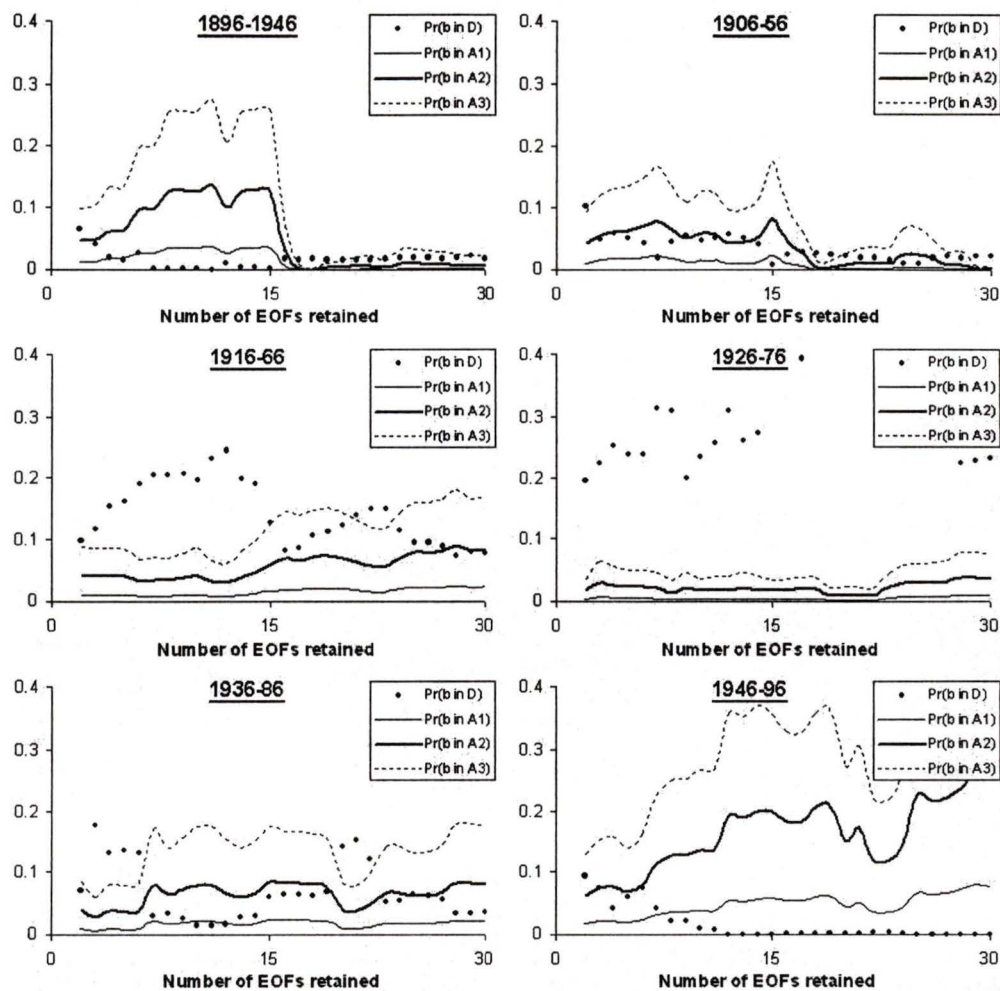 1896-1946
Pr(b in D)
Pr(b in A1)
Pr(b in A2)
Pr(b in A3)
0.4
0.3
0.2
0.1
0
0
15
30
Number of EOFs retained
1906-56
Pr(b in D)
Pr(b in A1)
Pr(b in A2)
Pr(b in A3)
0.4
0.3
0.2
0.1
0
0
15
30
Number of EOFs retained
1916-66
Pr(b in D)
Pr(b in A1)
Pr(b in A2)
Pr(b in A3)
0.4
0.3
0.2
0.1
0
0
15
30
Number of EOFs retained
1926-76
Pr(b in D)
Pr(b in A1)
Pr(b in A2)
Pr(b in A3)
0.4
0.3
0.2
0.1
0
0
15
30
Number of EOFs retained
1936-86
Pr(b in D)
Pr(b in A1)
Pr(b in A2)
Pr(b in A3)
0.4
0.3
0.2
0.1
0
0
15
30
Number of EOFs retained
1946-96
Pr(b in D)
Pr(b in A1)
Pr(b in A2)
Pr(b in A3)
0.4
0.3
0.2
0.1
0
0
15
30
Number of EOFs retained